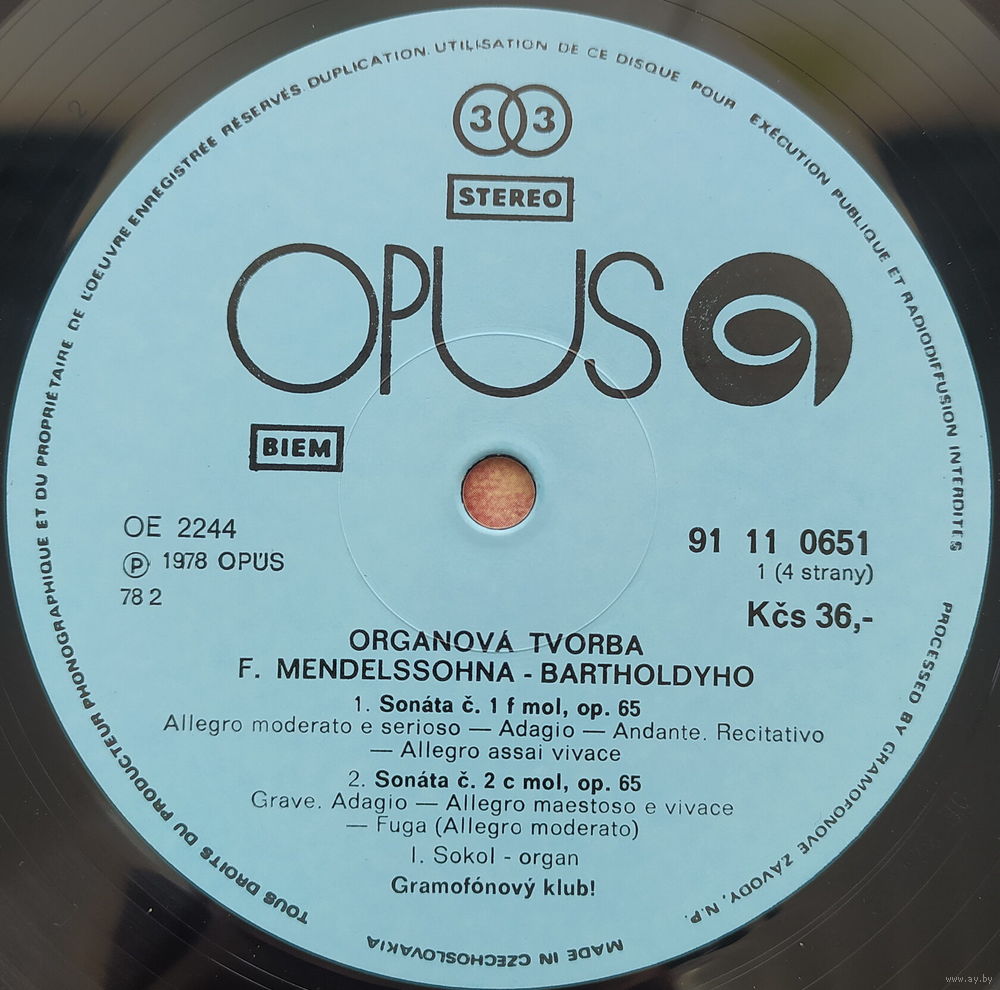 TOUS DROITS DU PRODUCTEUR PHONOGRAPHIQUE ET DU PROPRIÉTAIRE DE L'OEUVRE ENREGISTRÉE RÉSERVÉS. DUPLICATION. UTILISATION DE CE DISQUE POUR EXÉCUTION PUBLIQUE ET RADIODIFFUSION INTERDITES
33
STEREO
OPUS
BIEM
OE 2244
Ⓟ 1978 OPUS
78 2
91 11 0651
1 (4 strany)
Kčs 36,-
ORGANOVÁ TVORBA
F. MENDELSSOHNA - BARTHOLDYHO
1. Sonáta č. 1 f mol, op. 65
Allegro moderato e serioso — Adagio — Andante. Recitativo
— Allegro assai vivace
2. Sonáta č. 2 c mol, op. 65
Grave. Adagio — Allegro maestoso e vivace
— Fuga (Allegro moderato)
I. Sokol - organ
Gramofónový klub!
PROCESSED BY GRAMOFONOVÉ ZÁVODY, N.P.
MADE IN CZECHOSLOVAKIA
www.ay.by